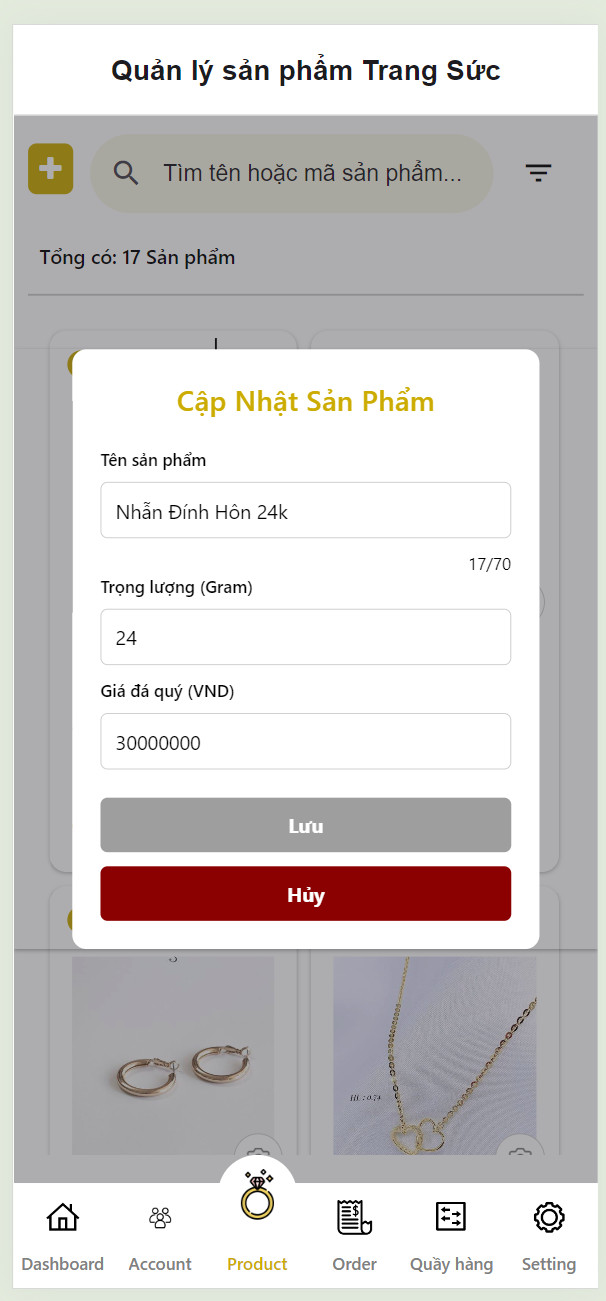 Quản lý sản phẩm Trang Sức
Tìm tên hoặc mã sản phẩm...
Tổng có: 17 Sản phẩm
Cập Nhật Sản Phẩm
Tên sản phẩm
Nhẫn Đính Hôn 24k
17/70
Trọng lượng (Gram)
24
Giá đá quý (VND)
30000000
Lưu
Hủy
Dashboard
Account
Product
Order
Quầy hàng
Setting